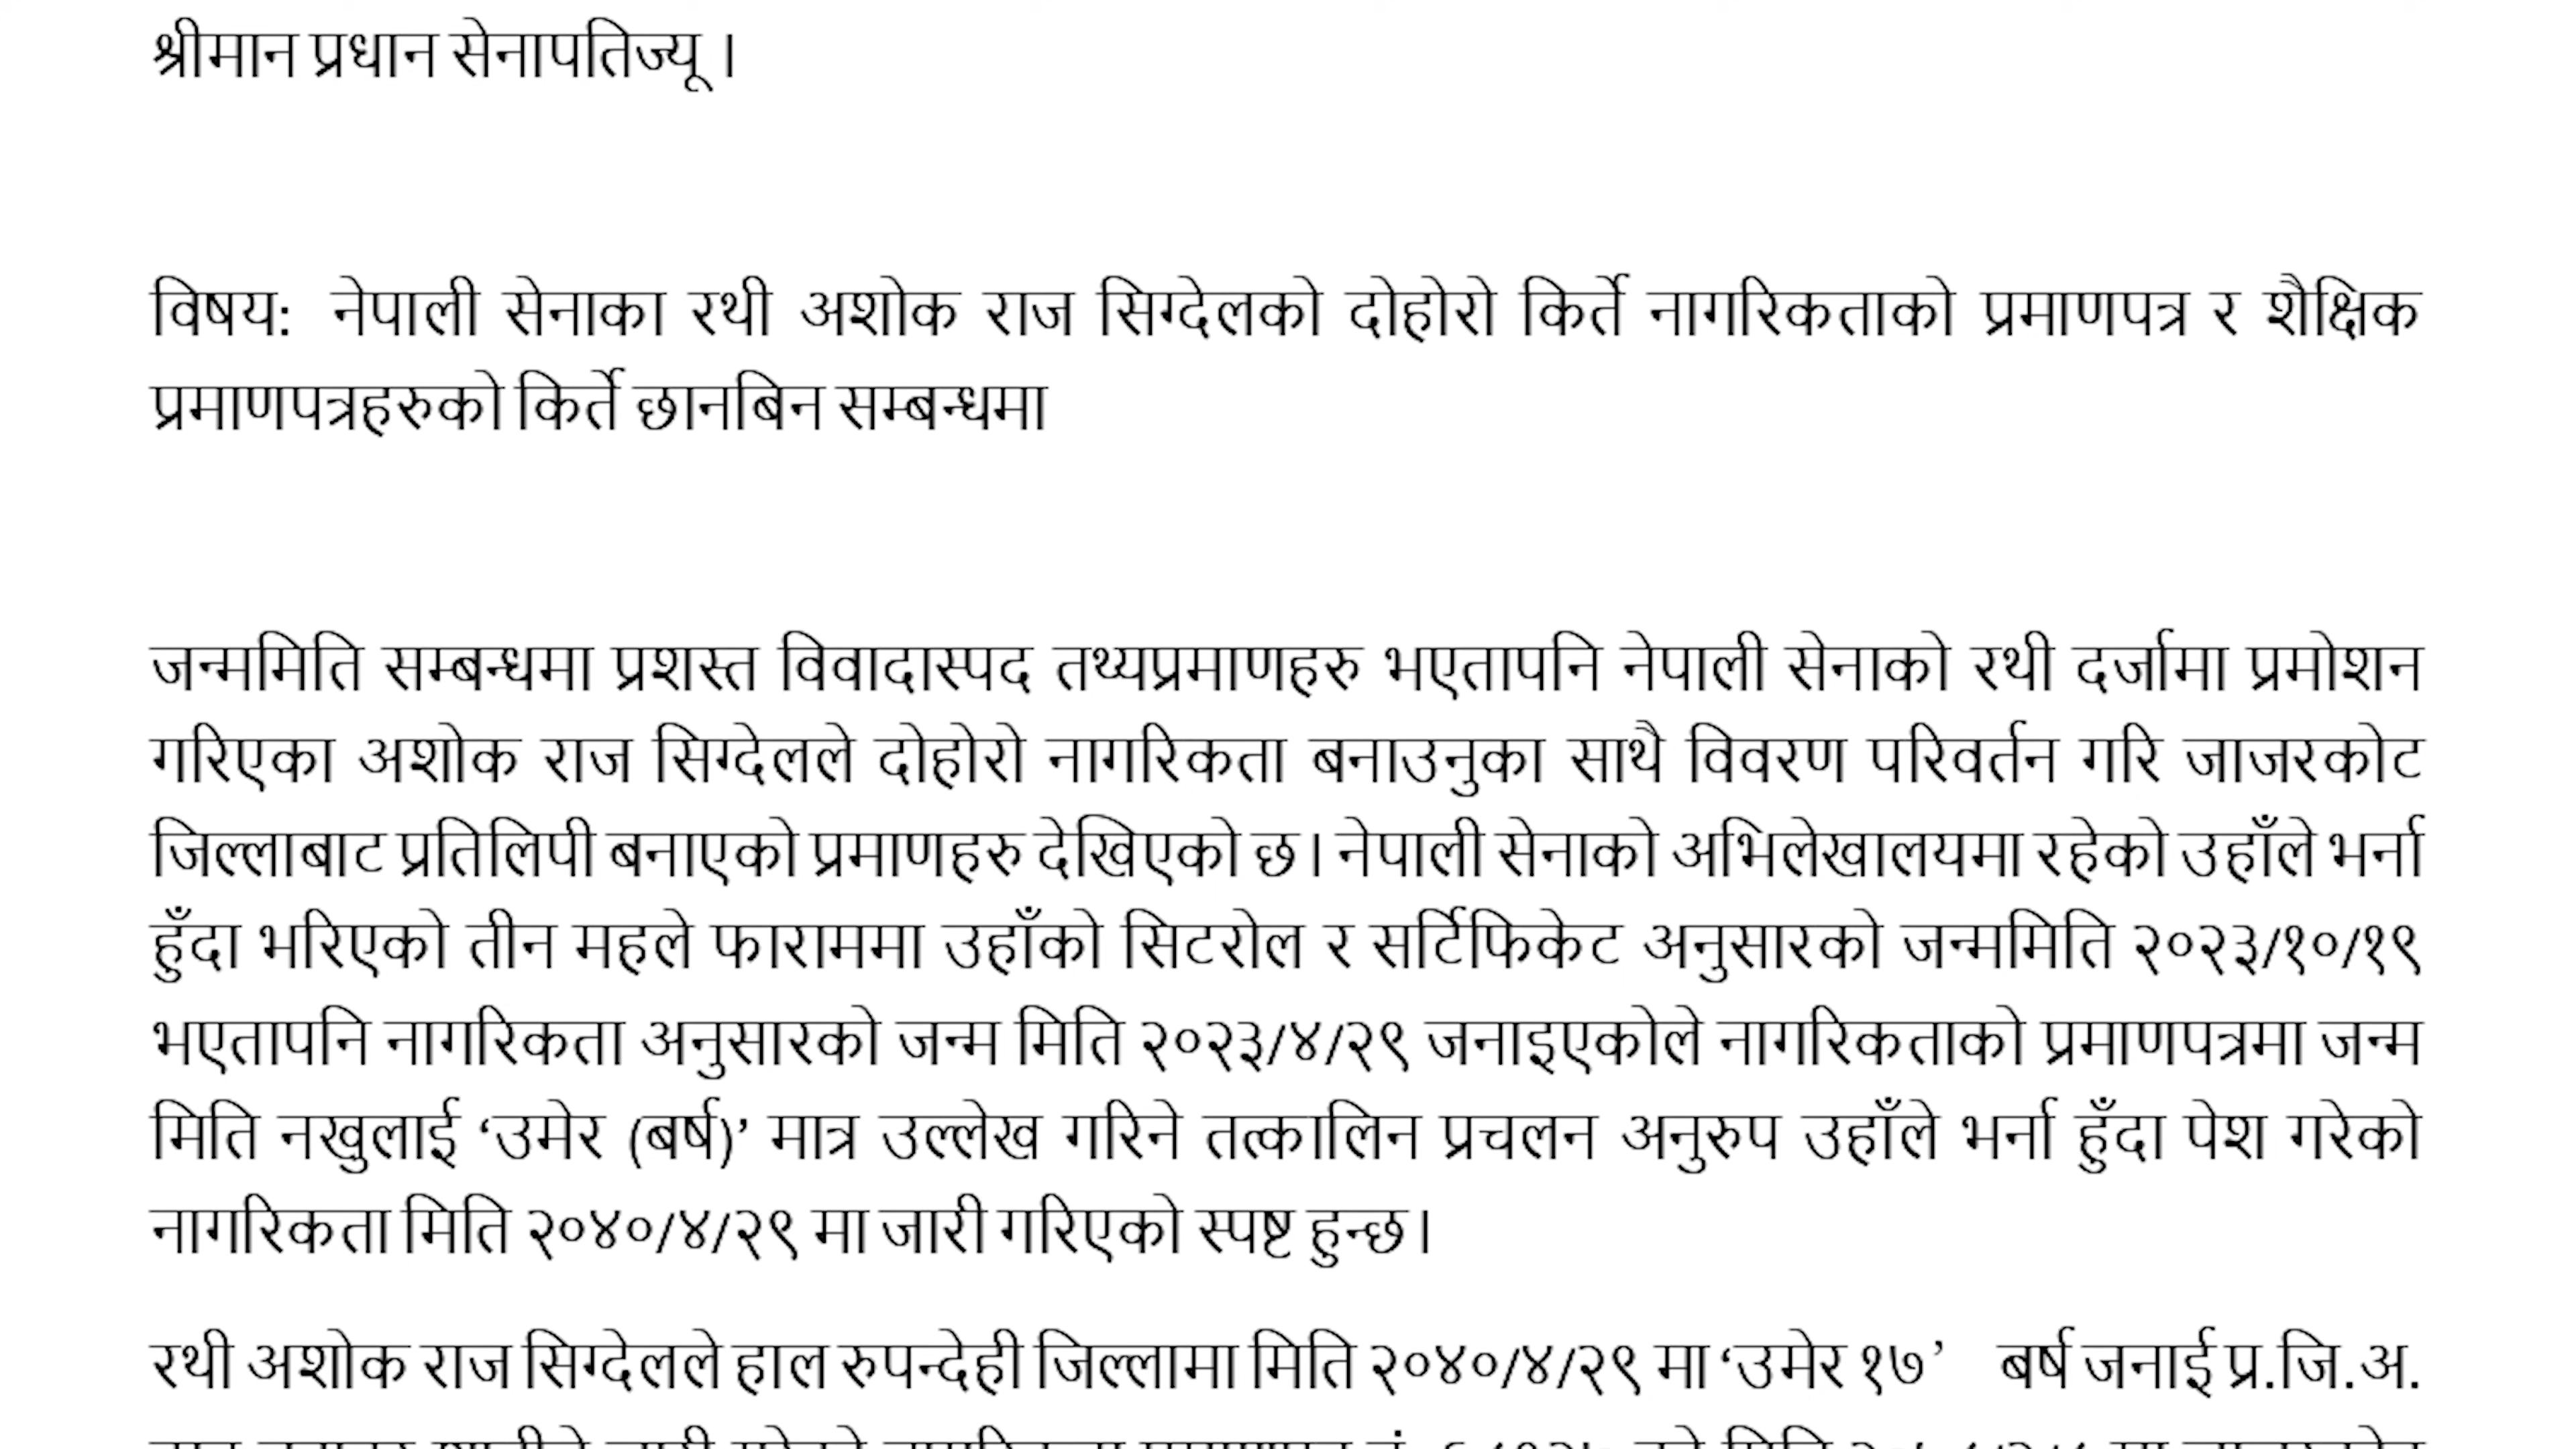 श्रीमान प्रधान सेनापतिज्यू ।
विषय: नेपाली सेनाका रथी अशोक राज सिग्देलको दोहोरो किर्ते नागरिकताको प्रमाणपत्र र शैक्षिक
प्रमाणपत्रहरुको किर्ते छानबिन सम्बन्धमा
जन्ममिति सम्बन्धमा प्रशस्त विवादास्पद तथ्यप्रमाणहरु भएतापनि नेपाली सेनाको रथी दर्जामा प्रमोशन
गरिएका अशोक राज सिग्देलले दोहोरो नागरिकता बनाउनुका साथै विवरण परिवर्तन गरि जाजरकोट
जिल्लाबाट प्रतिलिपी बनाएको प्रमाणहरु देखिएको छ। नेपाली सेनाको अभिलेखालयमा रहेको उहाँले भर्ना
हुँदा भरिएको तीन महले फाराममा उहाँको सिटरोल र सर्टिफिकेट अनुसारको जन्ममिति २०२३/१०/१९
भएतापनि नागरिकता अनुसारको जन्म मिति २०२३/४/२९ जनाइएकोले नागरिकताको प्रमाणपत्रमा जन्म
मिति नखुलाई ‘उमेर (बर्ष)’ मात्र उल्लेख गरिने तत्कालिन प्रचलन अनुरुप उहाँले भर्ना हुँदा पेश गरेको
नागरिकता मिति २०४०/४/२९ मा जारी गरिएको स्पष्ट हुन्छ।
रथी अशोक राज सिग्देलले हाल रुपन्देही जिल्लामा मिति २०४०/४/२९ मा ‘उमेर १७’ बर्ष जनाई प्र.जि.अ.